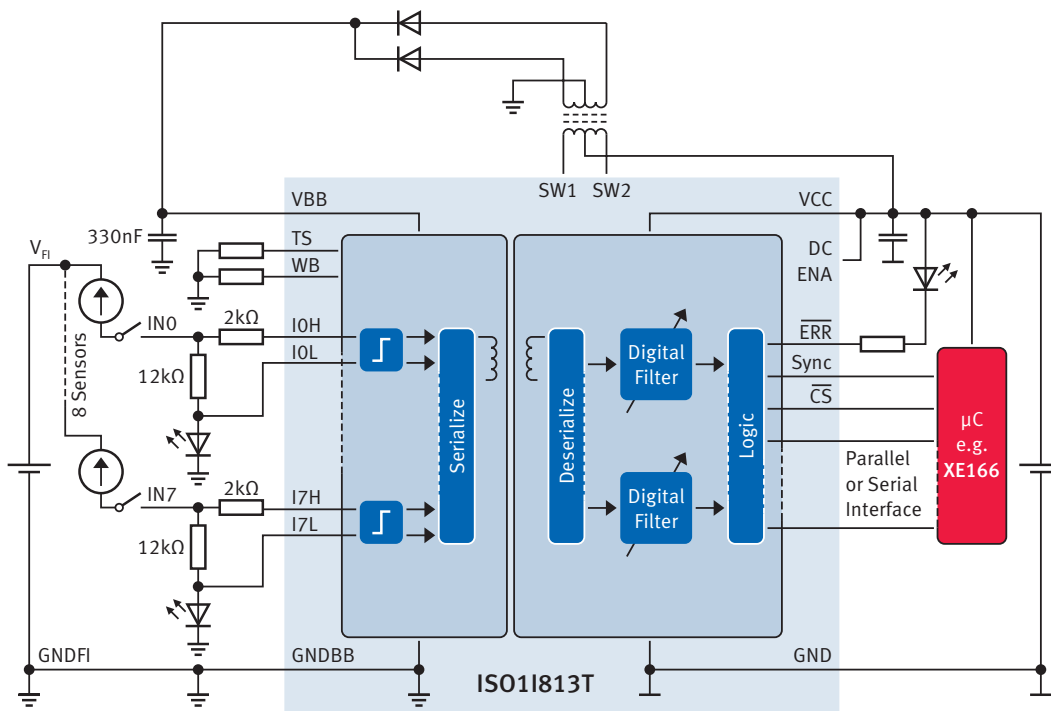 SW1 SW2
VBB
VCC
330nF
TS
DC
V_FI
WB
ENA
IN0
2kΩ
I0H
ERR
8 Sensors
12kΩ
I0L
Digital
Filter
Sync
CS
Serialize
Deserialize
Logic
µC
e.g.
XE166
Parallel
or Serial
Interface
IN7
2kΩ
I7H
Digital
Filter
12kΩ
I7L
GNDFI
GNDBB
GND
ISO1I813T